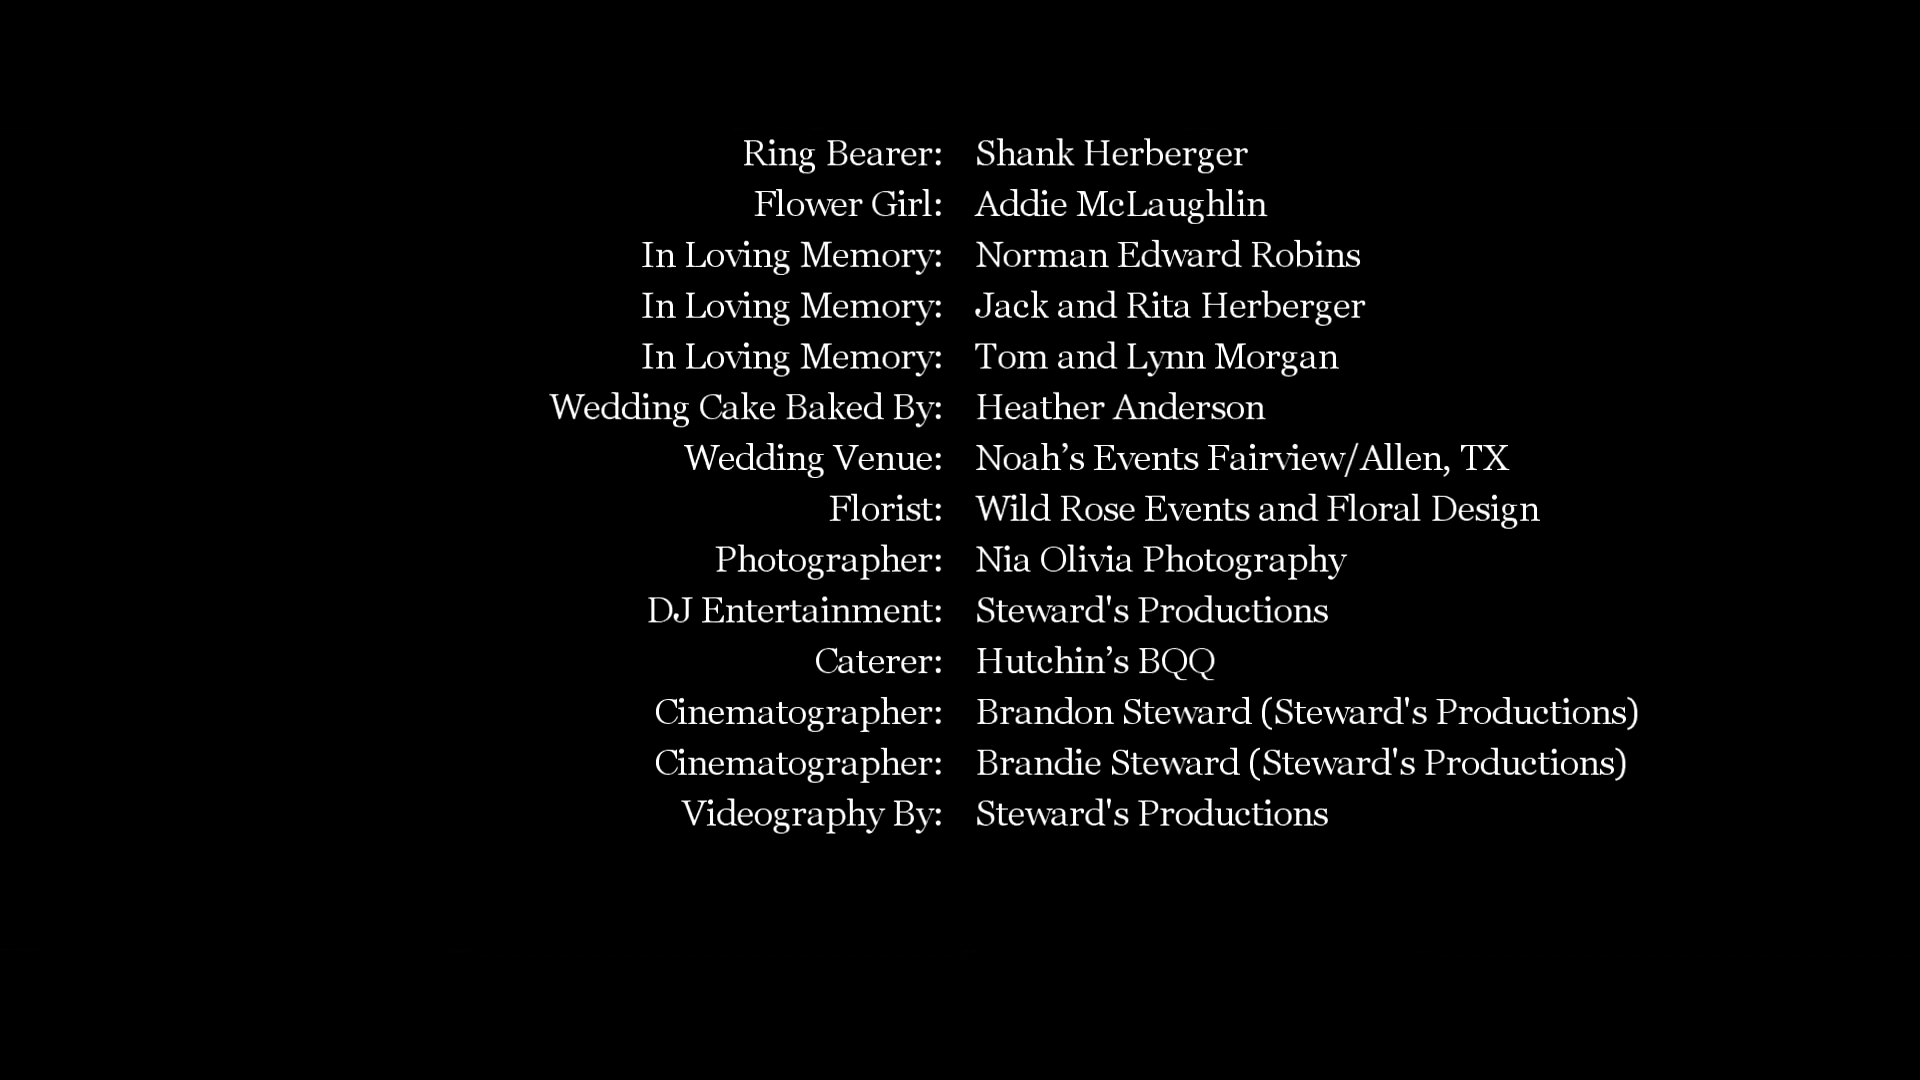 Ring Bearer: Shank Herberger
Flower Girl: Addie McLaughlin
In Loving Memory: Norman Edward Robins
In Loving Memory: Jack and Rita Herberger
In Loving Memory: Tom and Lynn Morgan
Wedding Cake Baked By: Heather Anderson
Wedding Venue: Noah’s Events Fairview/Allen, TX
Florist: Wild Rose Events and Floral Design
Photographer: Nia Olivia Photography
DJ Entertainment: Steward's Productions
Caterer: Hutchin’s BQQ
Cinematographer: Brandon Steward (Steward's Productions)
Cinematographer: Brandie Steward (Steward's Productions)
Videography By: Steward's Productions